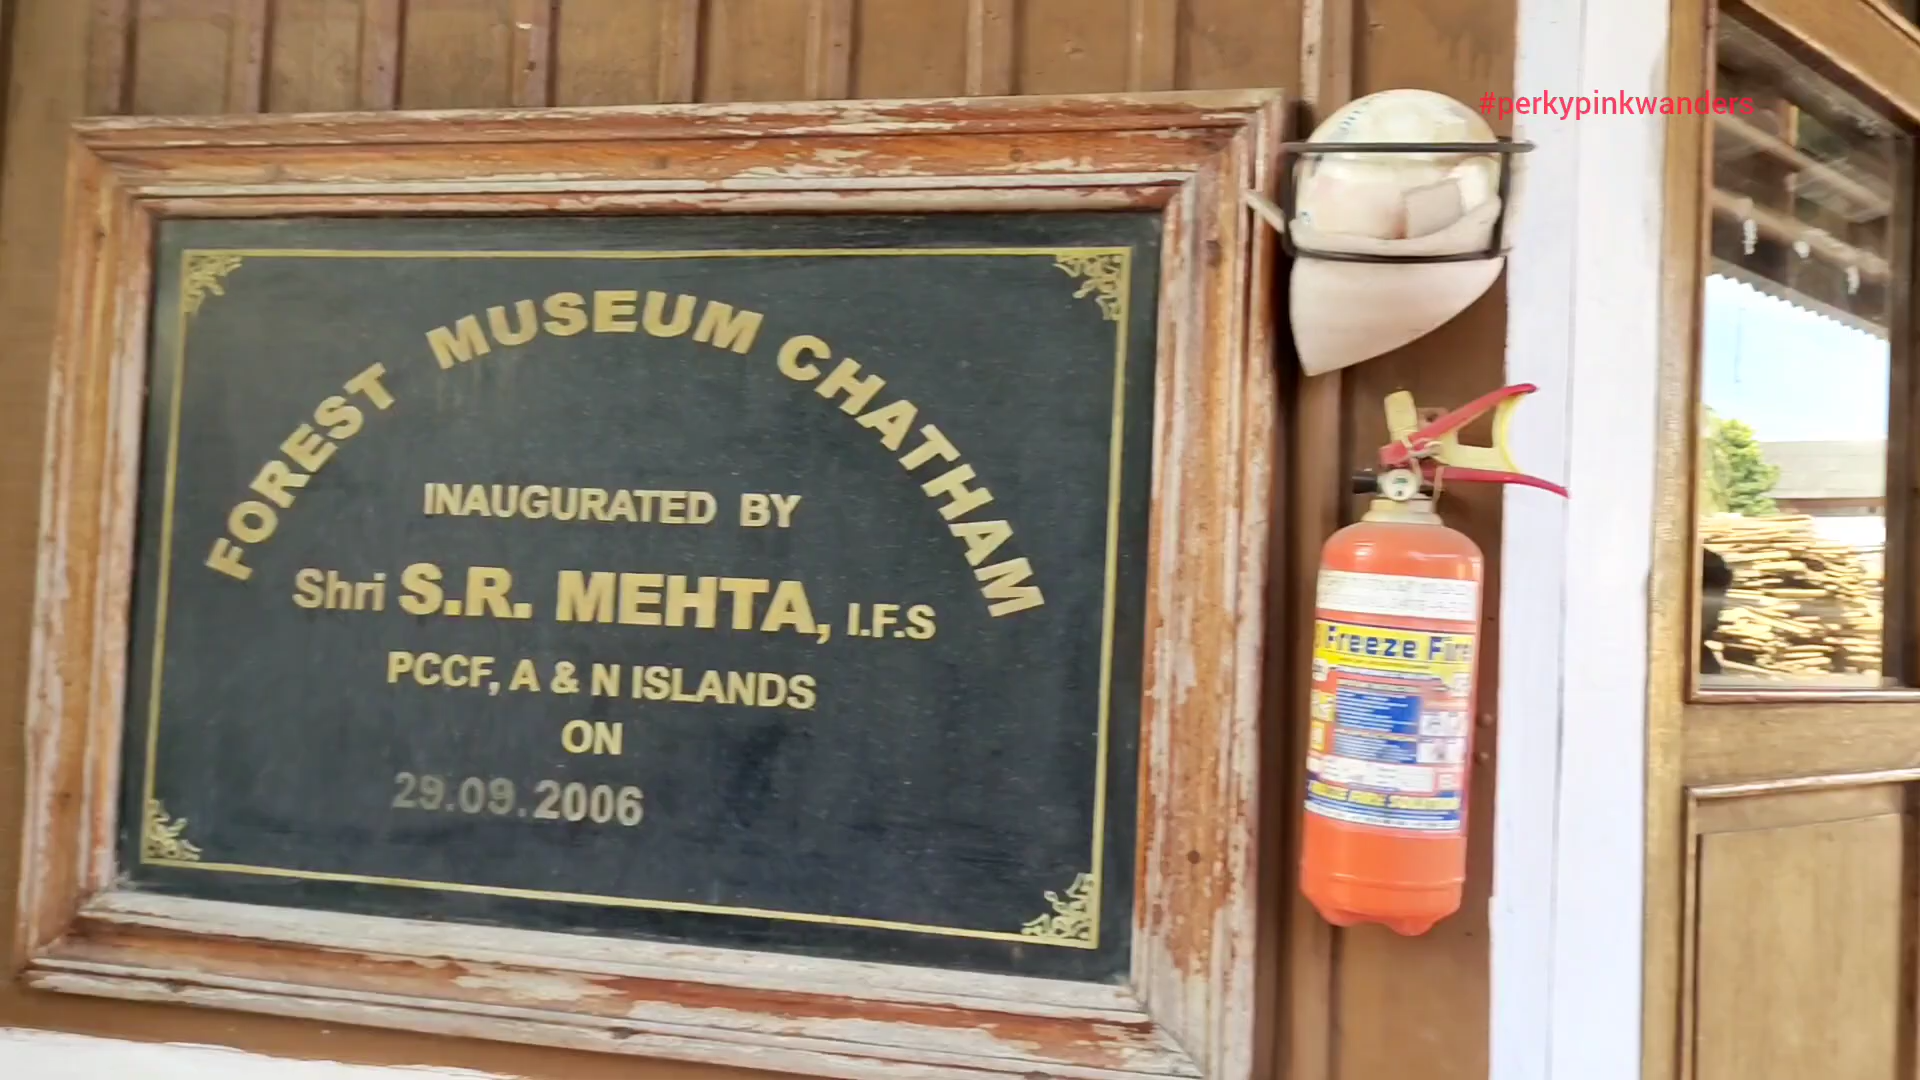 #perkypinkwanders
FOREST MUSEUM CHATHAM
INAUGURATED BY
Shri S.R. MEHTA, I.F.S
PCCF, A & N ISLANDS
ON
29.09.2006
Freeze Fire